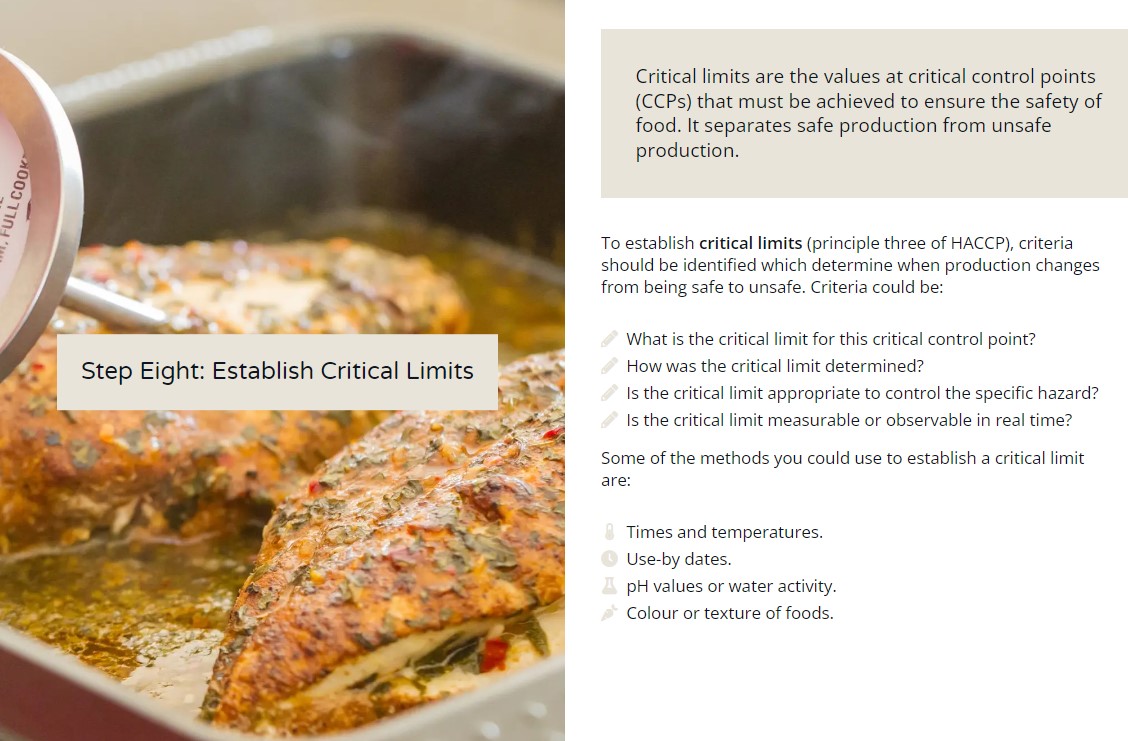 FULL COOK
Step Eight: Establish Critical Limits
Critical limits are the values at critical control points
(CCPs) that must be achieved to ensure the safety of
food. It separates safe production from unsafe
production.
To establish critical limits (principle three of HACCP), criteria
should be identified which determine when production changes
from being safe to unsafe. Criteria could be:
What is the critical limit for this critical control point?
How was the critical limit determined?
Is the critical limit appropriate to control the specific hazard?
Is the critical limit measurable or observable in real time?
Some of the methods you could use to establish a critical limit
are:
Times and temperatures.
Use-by dates.
pH values or water activity.
Colour or texture of foods.